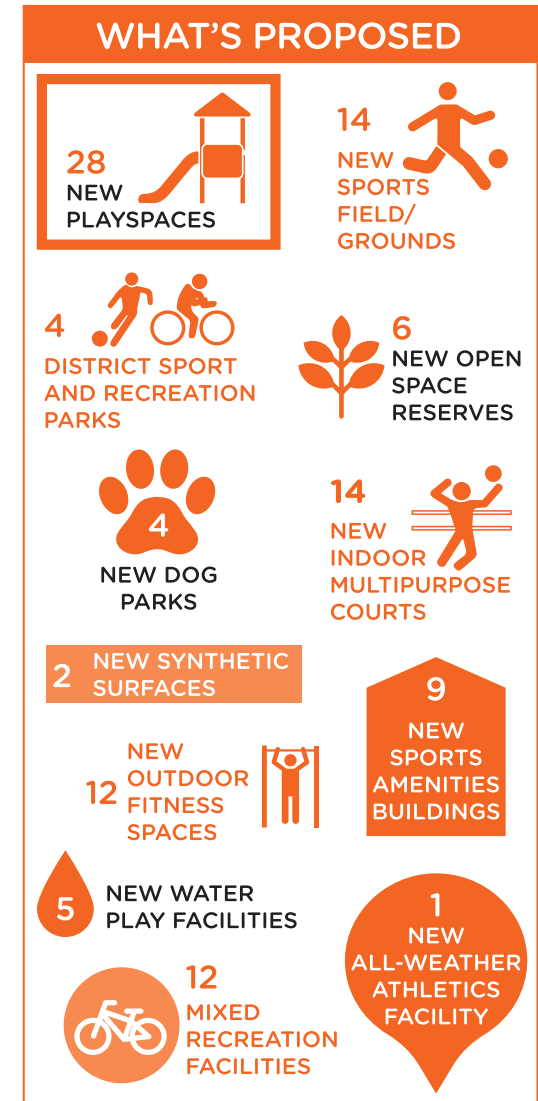 WHAT'S PROPOSED
28
NEW
PLAYSPACES
14
NEW
SPORTS
FIELD/
GROUNDS
4
DISTRICT SPORT
AND RECREATION
PARKS
6
NEW OPEN
SPACE
RESERVES
4
NEW DOG
PARKS
14
NEW
INDOOR
MULTIPURPOSE
COURTS
2
NEW SYNTHETIC
SURFACES
9
NEW
SPORTS
AMENITIES
BUILDINGS
12
NEW
OUTDOOR
FITNESS
SPACES
5
NEW WATER
PLAY FACILITIES
1
NEW
ALL-WEATHER
ATHLETICS
FACILITY
12
MIXED
RECREATION
FACILITIES